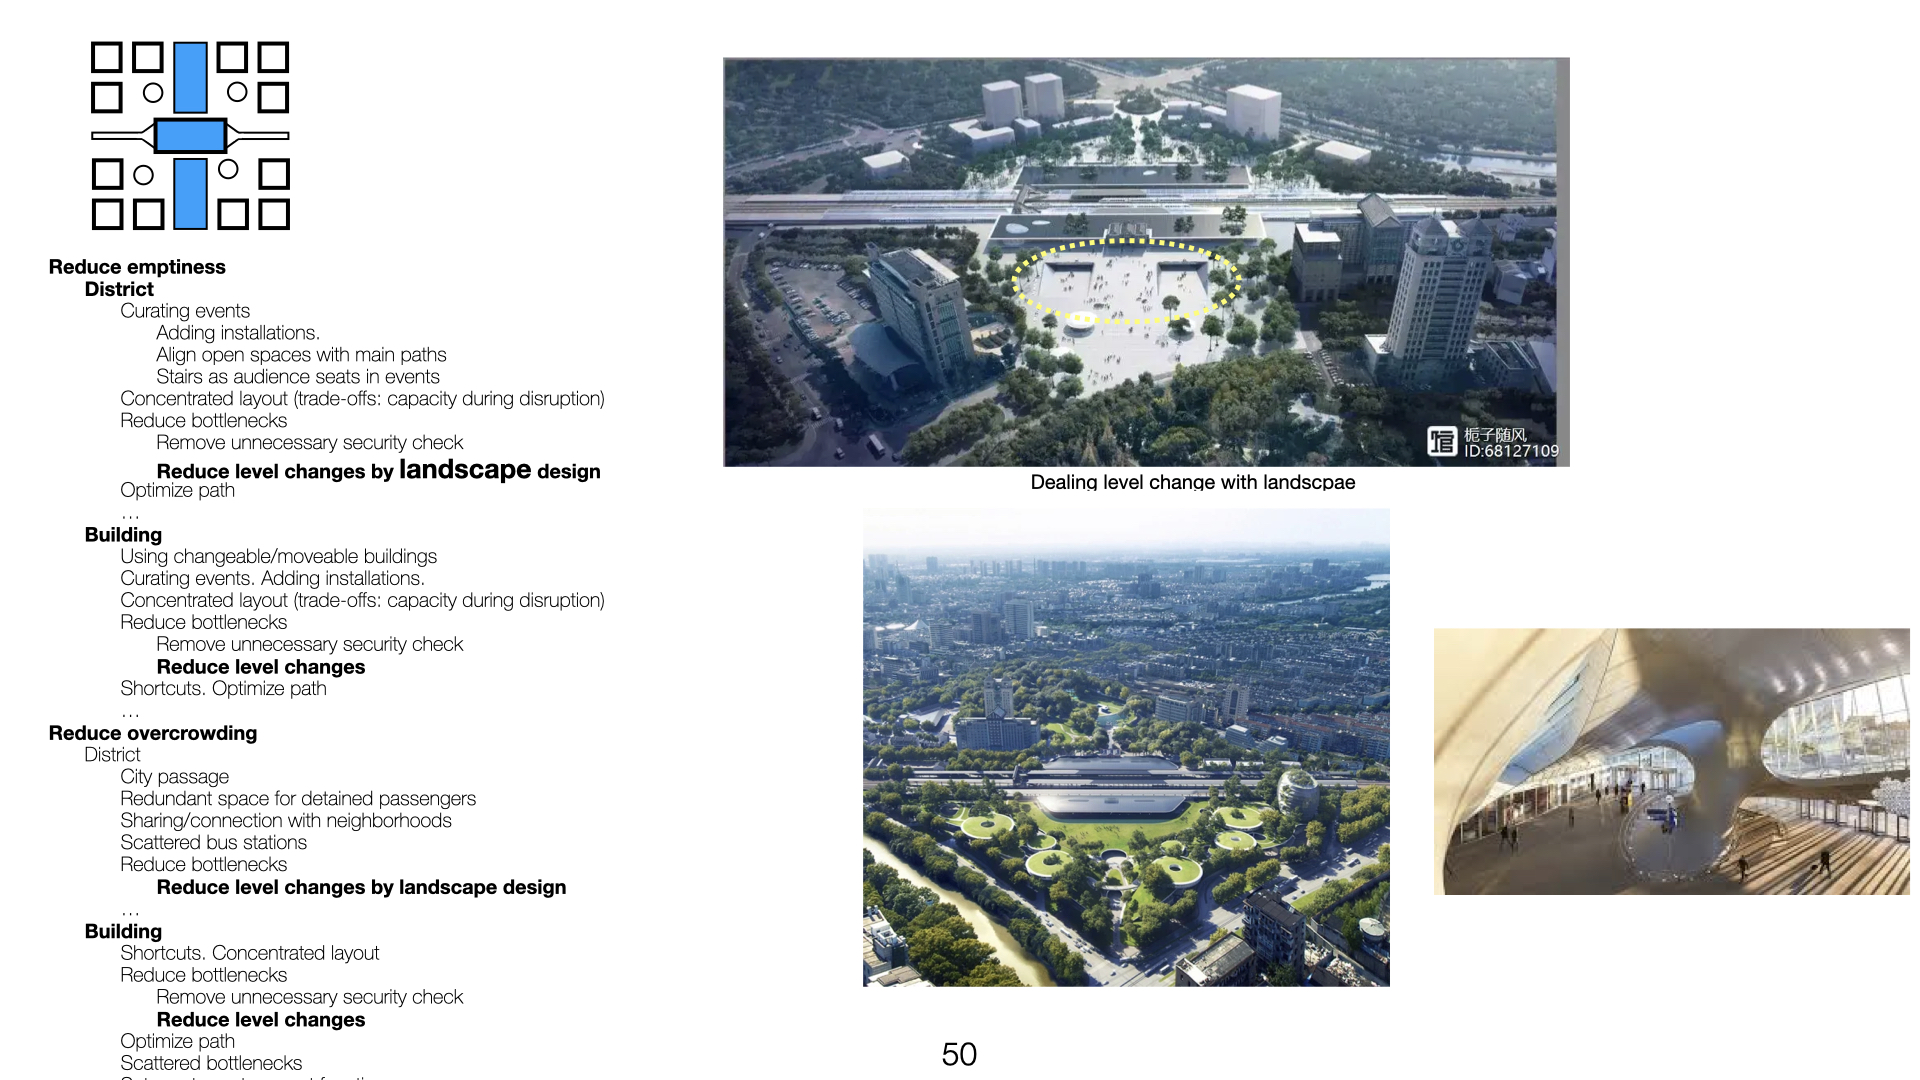 Reduce emptiness
District
Curating events
Adding installations.
Align open spaces with main paths
Stairs as audience seats in events
Concentrated layout (trade-offs: capacity during disruption)
Reduce bottlenecks
Remove unnecessary security check
Reduce level changes by landscape design
Optimize path
…
Building
Using changeable/moveable buildings
Curating events. Adding installations.
Concentrated layout (trade-offs: capacity during disruption)
Reduce bottlenecks
Remove unnecessary security check
Reduce level changes
Shortcuts. Optimize path
…
Reduce overcrowding
District
City passage
Redundant space for detained passengers
Sharing/connection with neighborhoods
Scattered bus stations
Reduce bottlenecks
Reduce level changes by landscape design
…
Building
Shortcuts. Concentrated layout
Reduce bottlenecks
Remove unnecessary security check
Reduce level changes
Optimize path
Scattered bottlenecks
栀子随风
ID:68127109
Dealing level change with landscpae
50